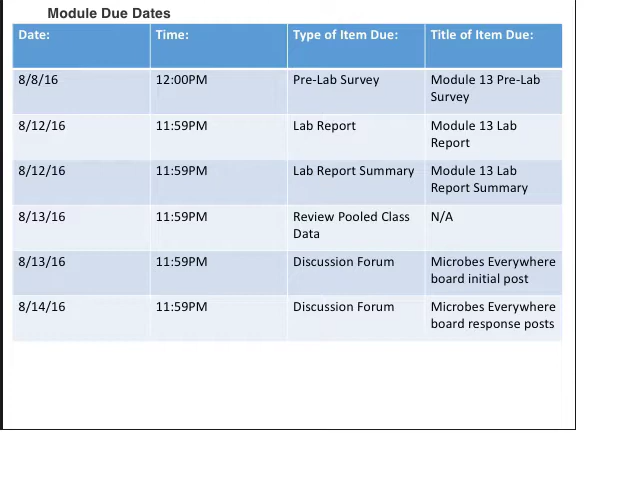 Module Due Dates
Date: Time: Type of Item Due: Title of Item Due:
8/8/16 12:00PM Pre-Lab Survey Module 13 Pre-Lab
Survey
8/12/16 11:59PM Lab Report Module 13 Lab
Report
8/12/16 11:59PM Lab Report Summary Module 13 Lab
Report Summary
8/13/16 11:59PM Review Pooled Class N/A
Data
8/13/16 11:59PM Discussion Forum Microbes Everywhere
board initial post
8/14/16 11:59PM Discussion Forum Microbes Everywhere
board response posts